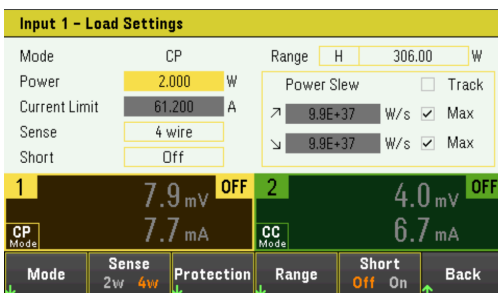 Input 1 – Load Settings
Mode CP Range H 306.00 W
Power 2.000 W Power Slew Track
Current Limit 61.200 A 9.9E+37 W/s Max
Sense 4 wire 9.9E+37 W/s Max
Short Off
1 7.9 mV OFF 2 4.0 mV OFF
CP Mode 7.7 mA CC Mode 6.7 mA
Mode Sense 2w 4w Protection Range Short Off On Back